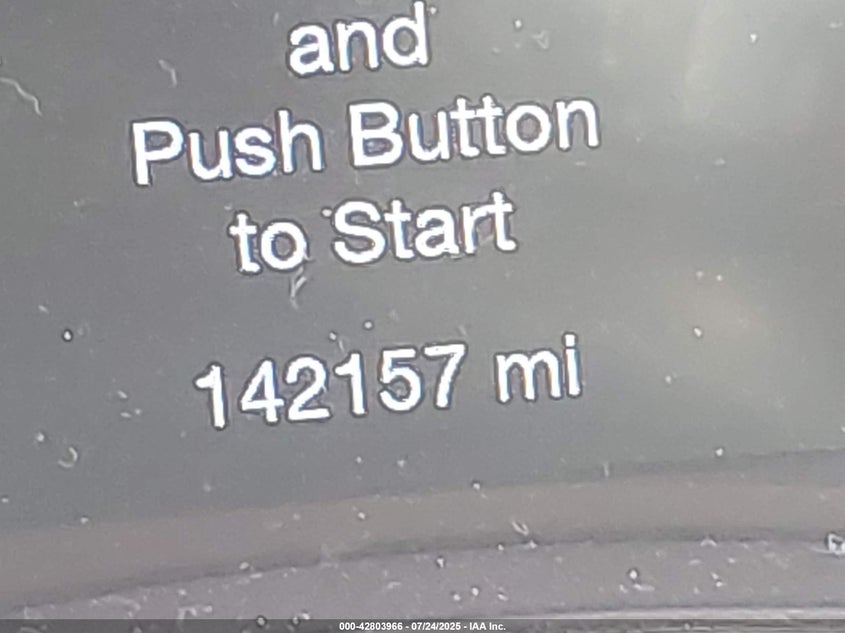 and
Push Button
to Start
142157 mi
000-42803966 - 07/24/2025 - IAA Inc.